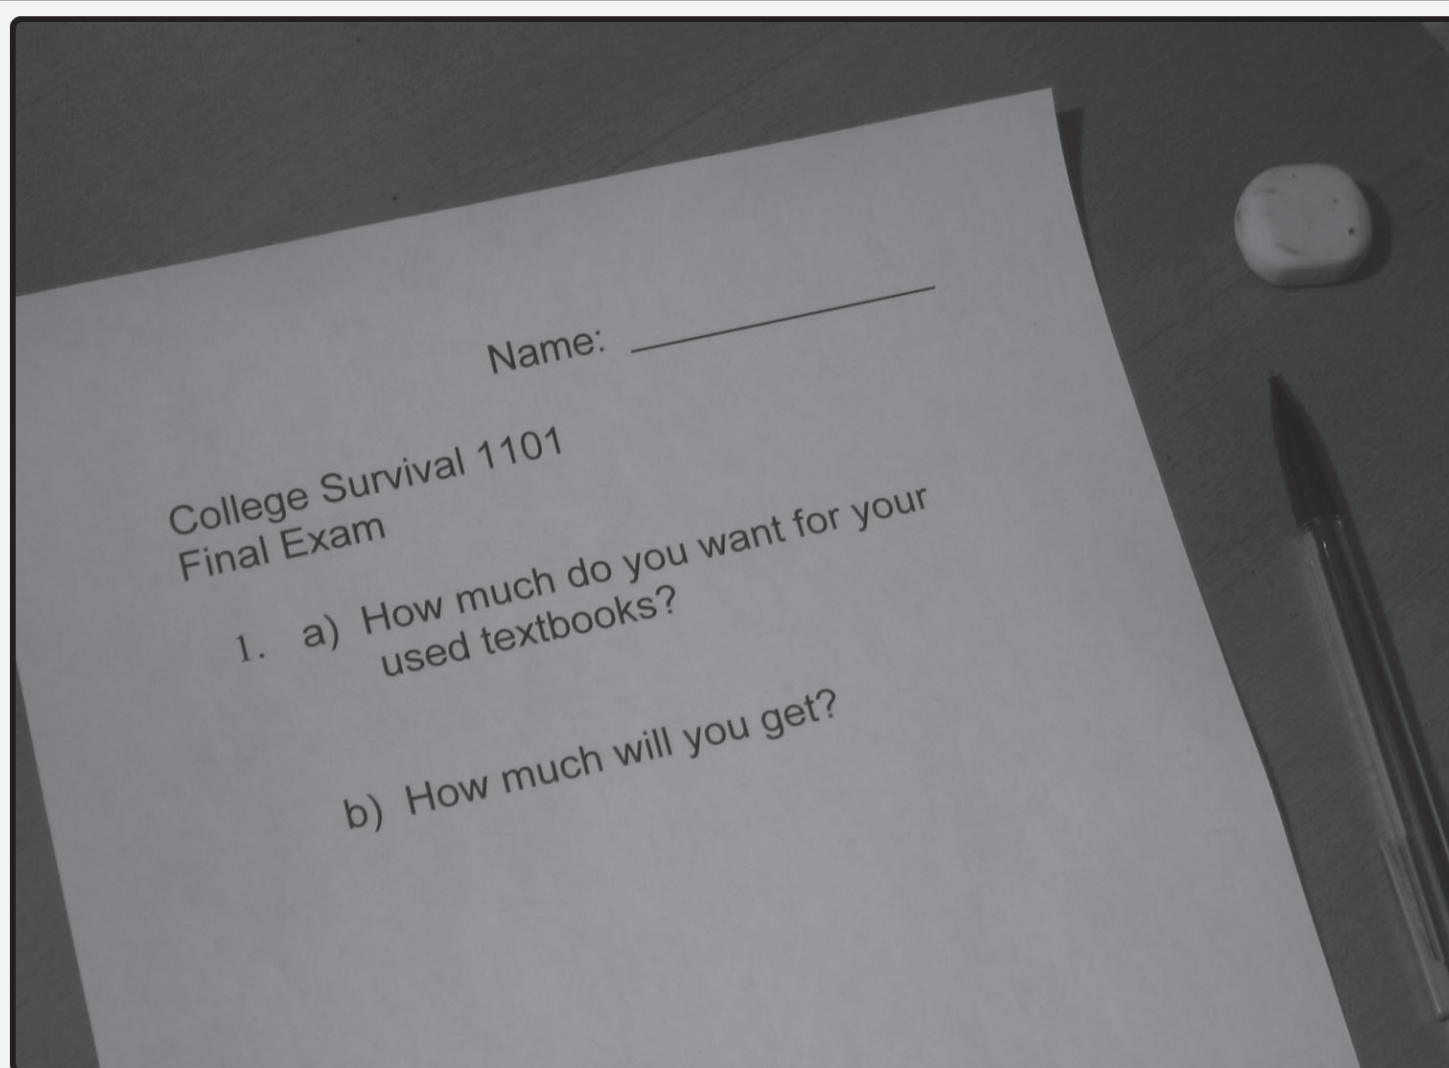 Name:
College Survival 1101
Final Exam
1. a) How much do you want for your
used textbooks?
b) How much will you get?